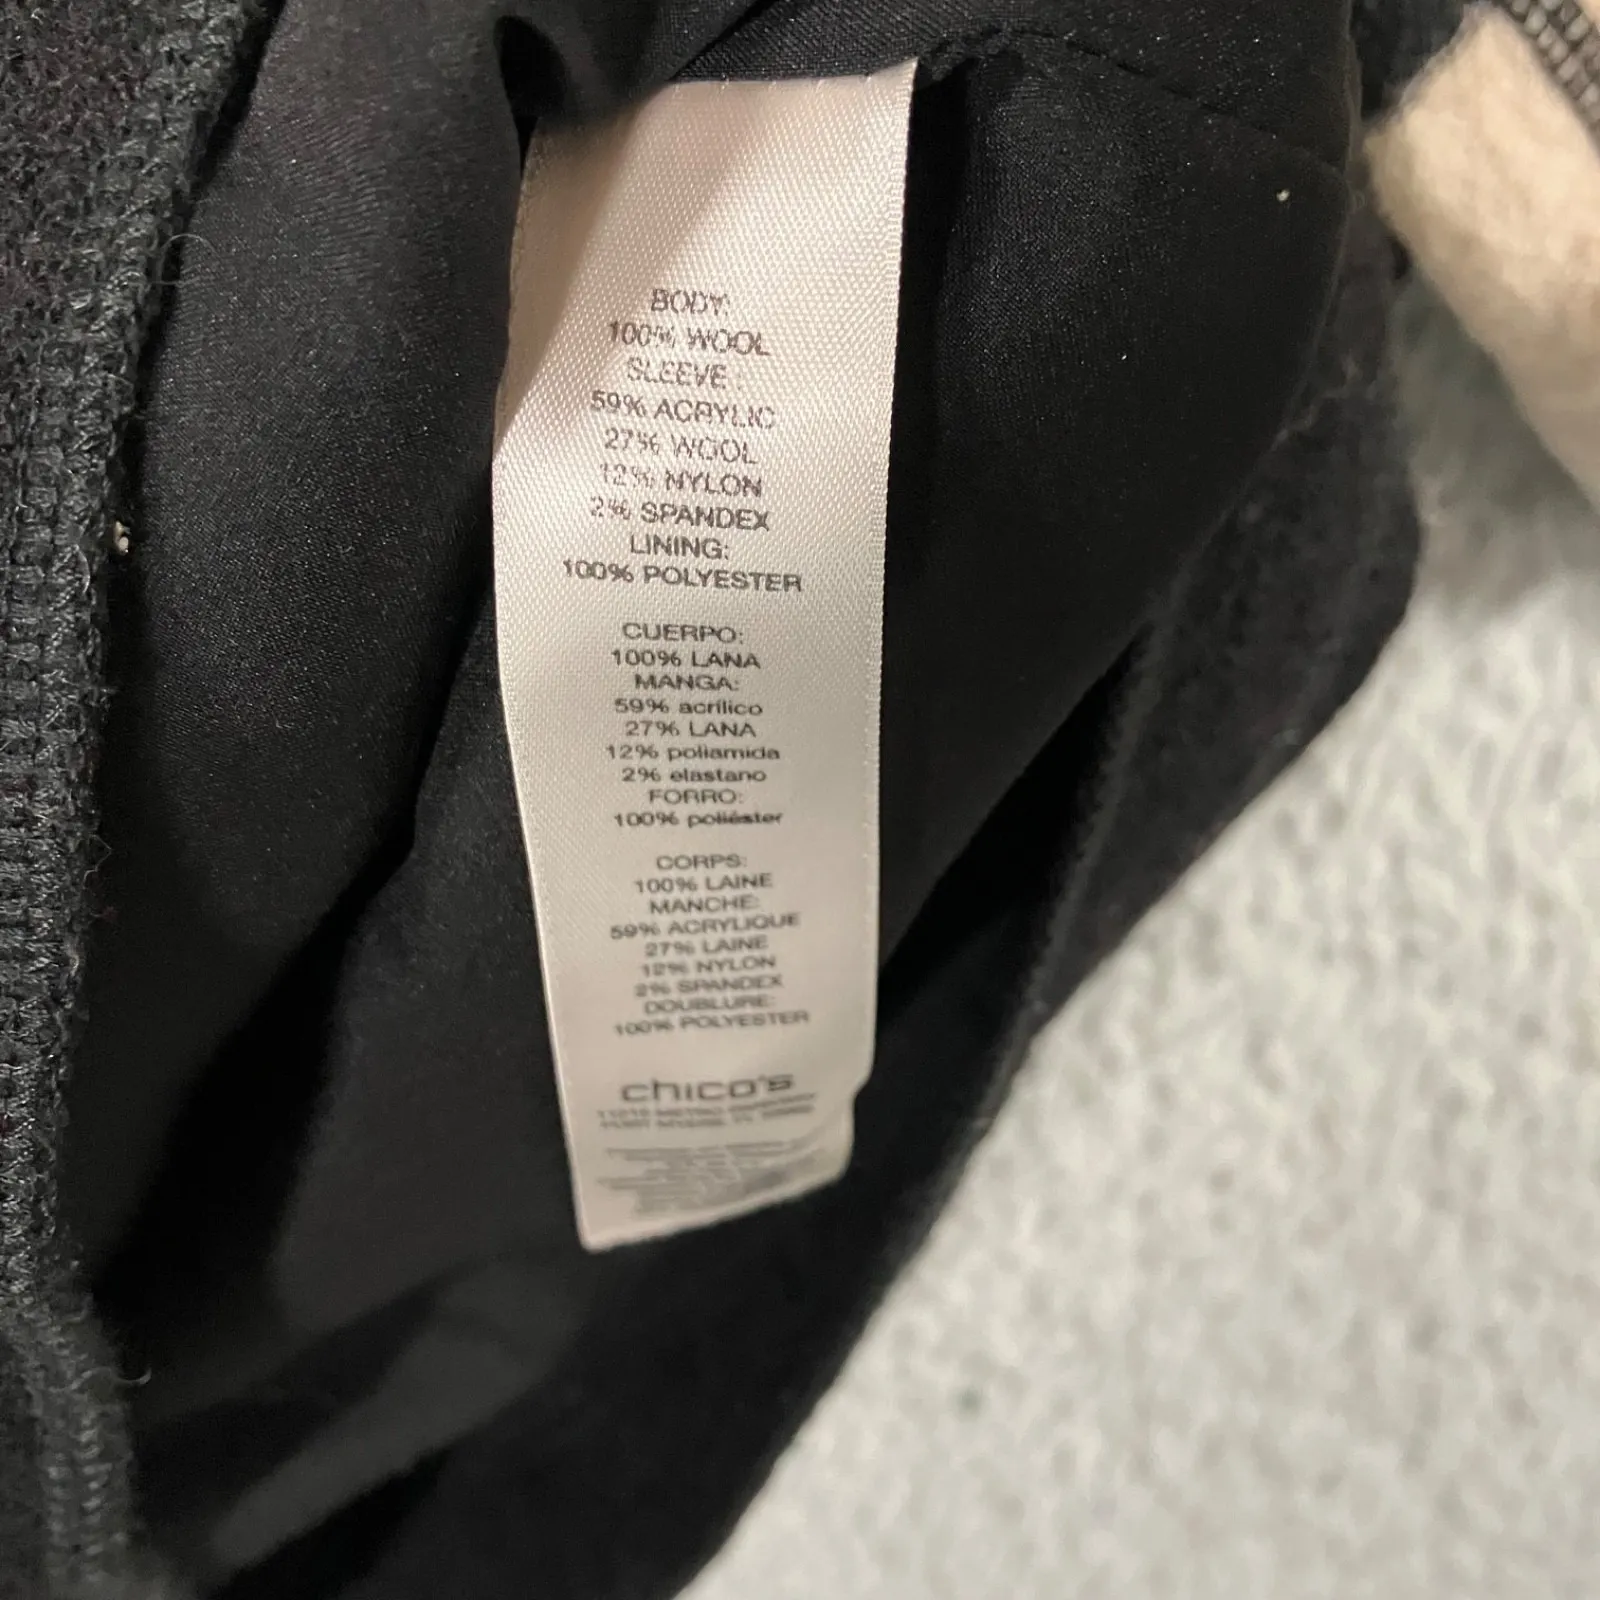 BODY:
100% WOOL
SLEEVE :
59% ACRYLIC
27% WOOL
12% NYLON
2% SPANDEX
LINING:
100% POLYESTER
CUERPO:
100% LANA
MANGA:
59% acrílico
27% LANA
12% poliamida
2% elastano
FORRO:
100% poliéster
CORPS:
100% LAINE
MANCHE:
59% ACRYLIQUE
27% LAINE
12% NYLON
2% SPANDEX
DOUBLURE:
100% POLYESTER
chico's